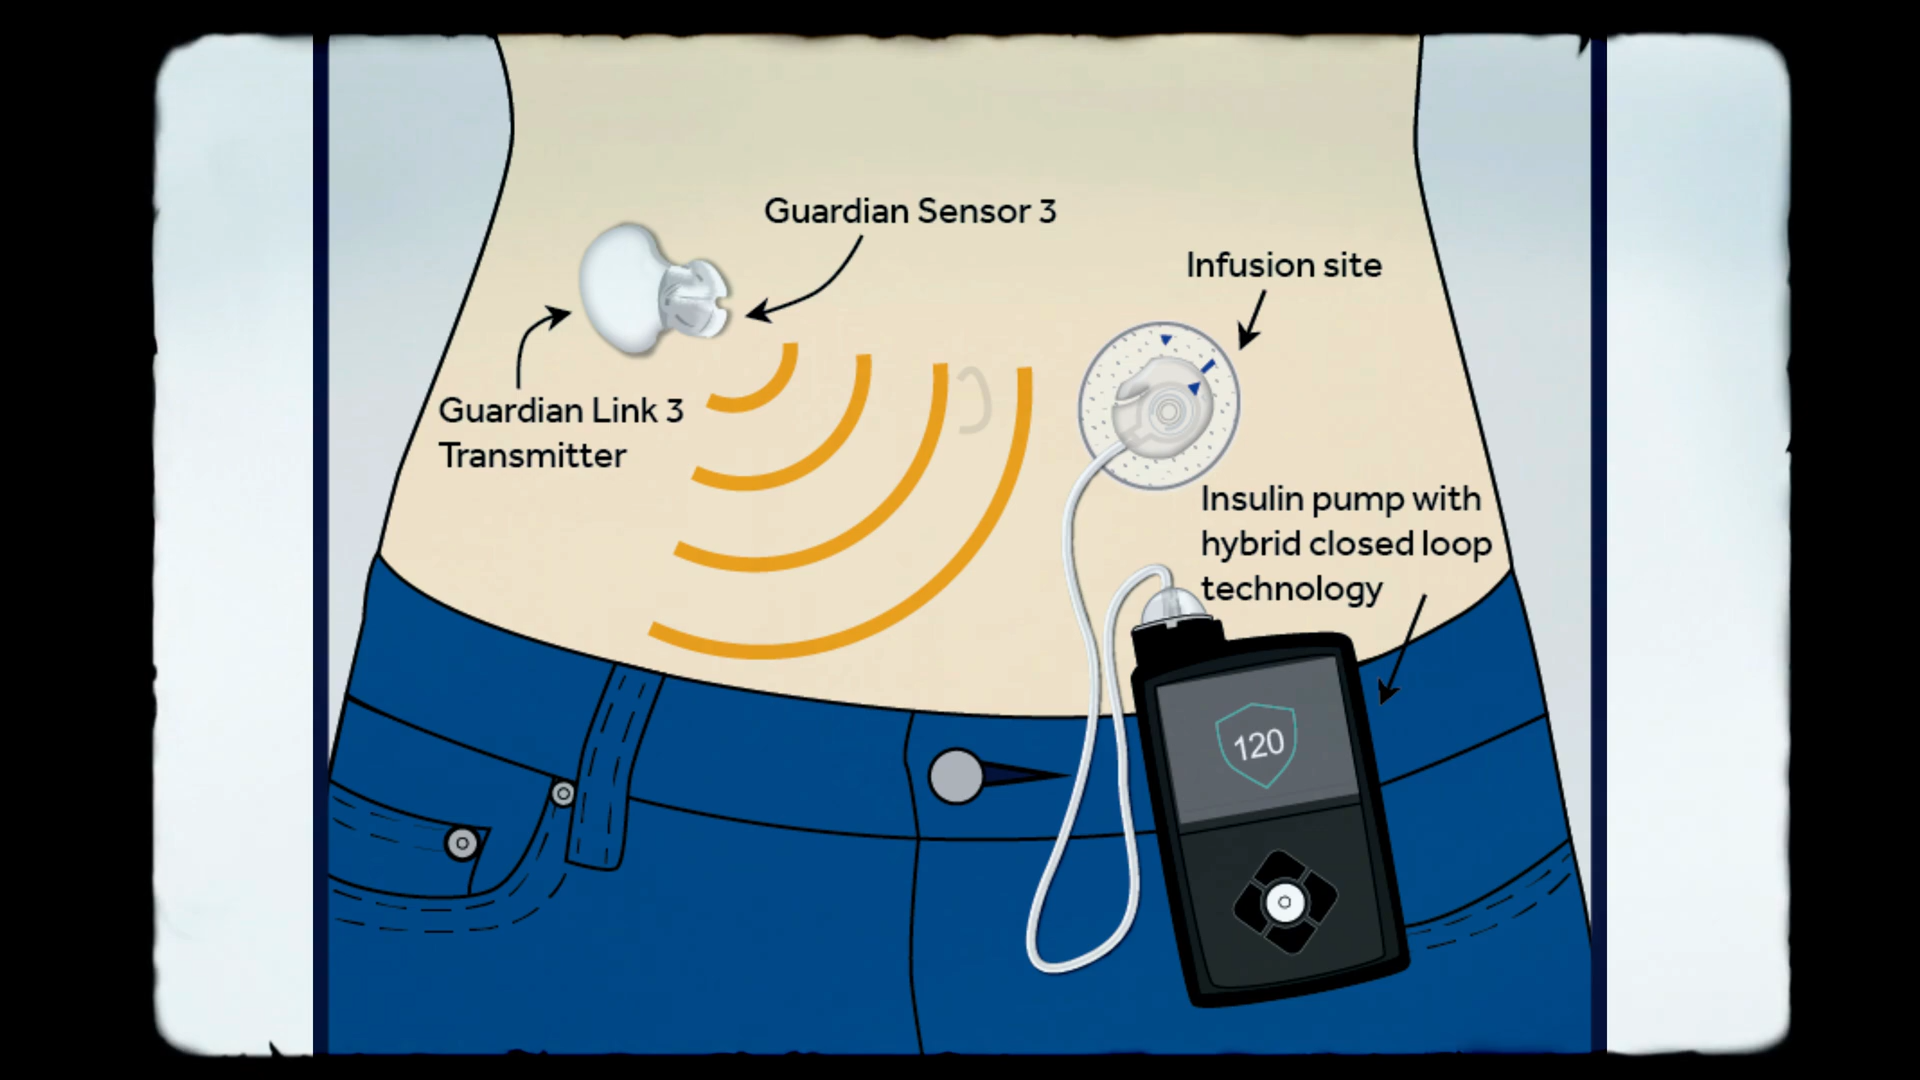 Guardian Sensor 3
Infusion site
Guardian Link 3
Transmitter
Insulin pump with
hybrid closed loop
technology
120